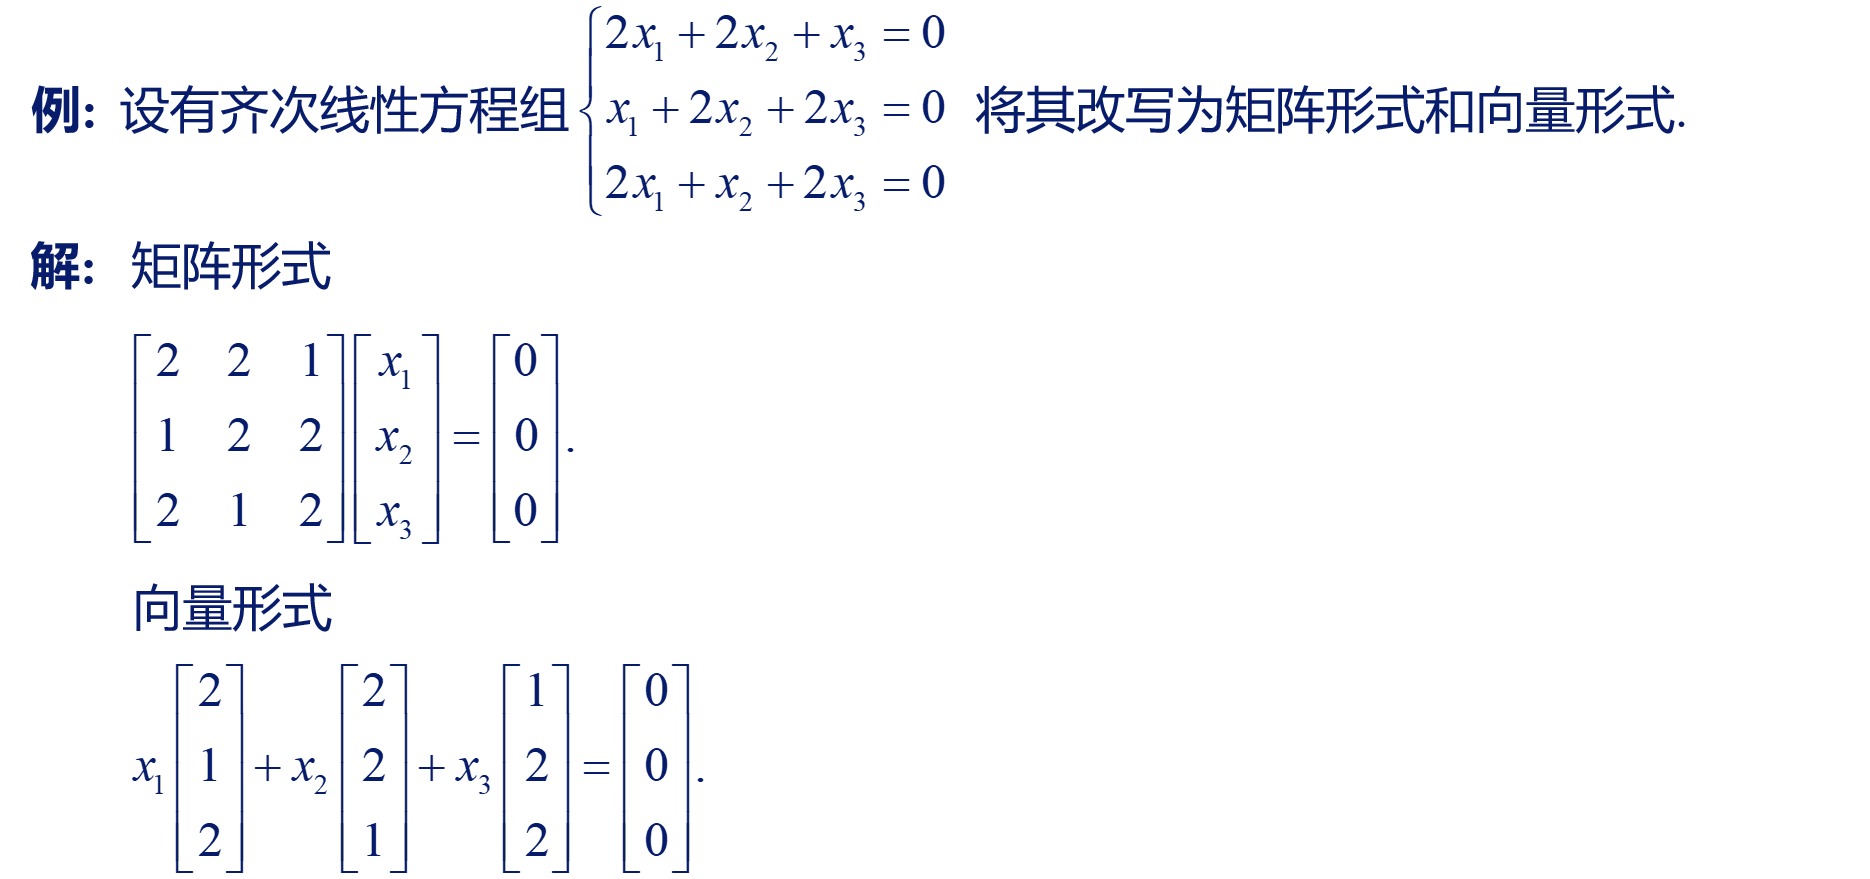 例: 设有齐次线性方程组 $\begin{cases} 2x_1 + 2x_2 + x_3 = 0 \\ x_1 + 2x_2 + 2x_3 = 0 \\ 2x_1 + x_2 + 2x_3 = 0 \end{cases}$ 将其改写为矩阵形式和向量形式.
解: 矩阵形式
$\begin{bmatrix} 2 & 2 & 1 \\ 1 & 2 & 2 \\ 2 & 1 & 2 \end{bmatrix} \begin{bmatrix} x_1 \\ x_2 \\ x_3 \end{bmatrix} = \begin{bmatrix} 0 \\ 0 \\ 0 \end{bmatrix}.$
向量形式
$x_1 \begin{bmatrix} 2 \\ 1 \\ 2 \end{bmatrix} + x_2 \begin{bmatrix} 2 \\ 2 \\ 1 \end{bmatrix} + x_3 \begin{bmatrix} 1 \\ 2 \\ 2 \end{bmatrix} = \begin{bmatrix} 0 \\ 0 \\ 0 \end{bmatrix}.$